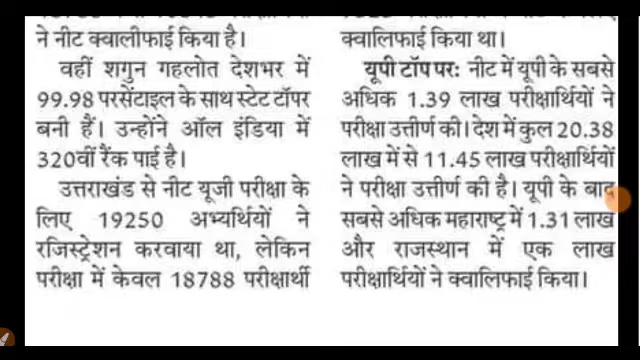 ने नीट क्वालीफाई किया है।
वहीं शगुन गहलोत देशभर में
99.98 परसेंटाइल के साथ स्टेट टॉपर
बनी हैं। उन्होंने ऑल इंडिया में
320वीं रैंक पाई है।
उत्तराखंड से नीट यूजी परीक्षा के
लिए 19250 अभ्यर्थियों ने
रजिस्ट्रेशन करवाया था, लेकिन
परीक्षा में केवल 18788 परीक्षार्थी
क्वालिफाई किया था।
यूपी टॉप पर: नीट में यूपी के सबसे
अधिक 1.39 लाख परीक्षार्थियों ने
परीक्षा उत्तीर्ण की। देश में कुल 20.38
लाख में से 11.45 लाख परीक्षार्थियों
ने परीक्षा उत्तीर्ण की है। यूपी के बाद
सबसे अधिक महाराष्ट्र में 1.31 लाख
और राजस्थान में एक लाख
परीक्षार्थियों ने क्वालिफाई किया।